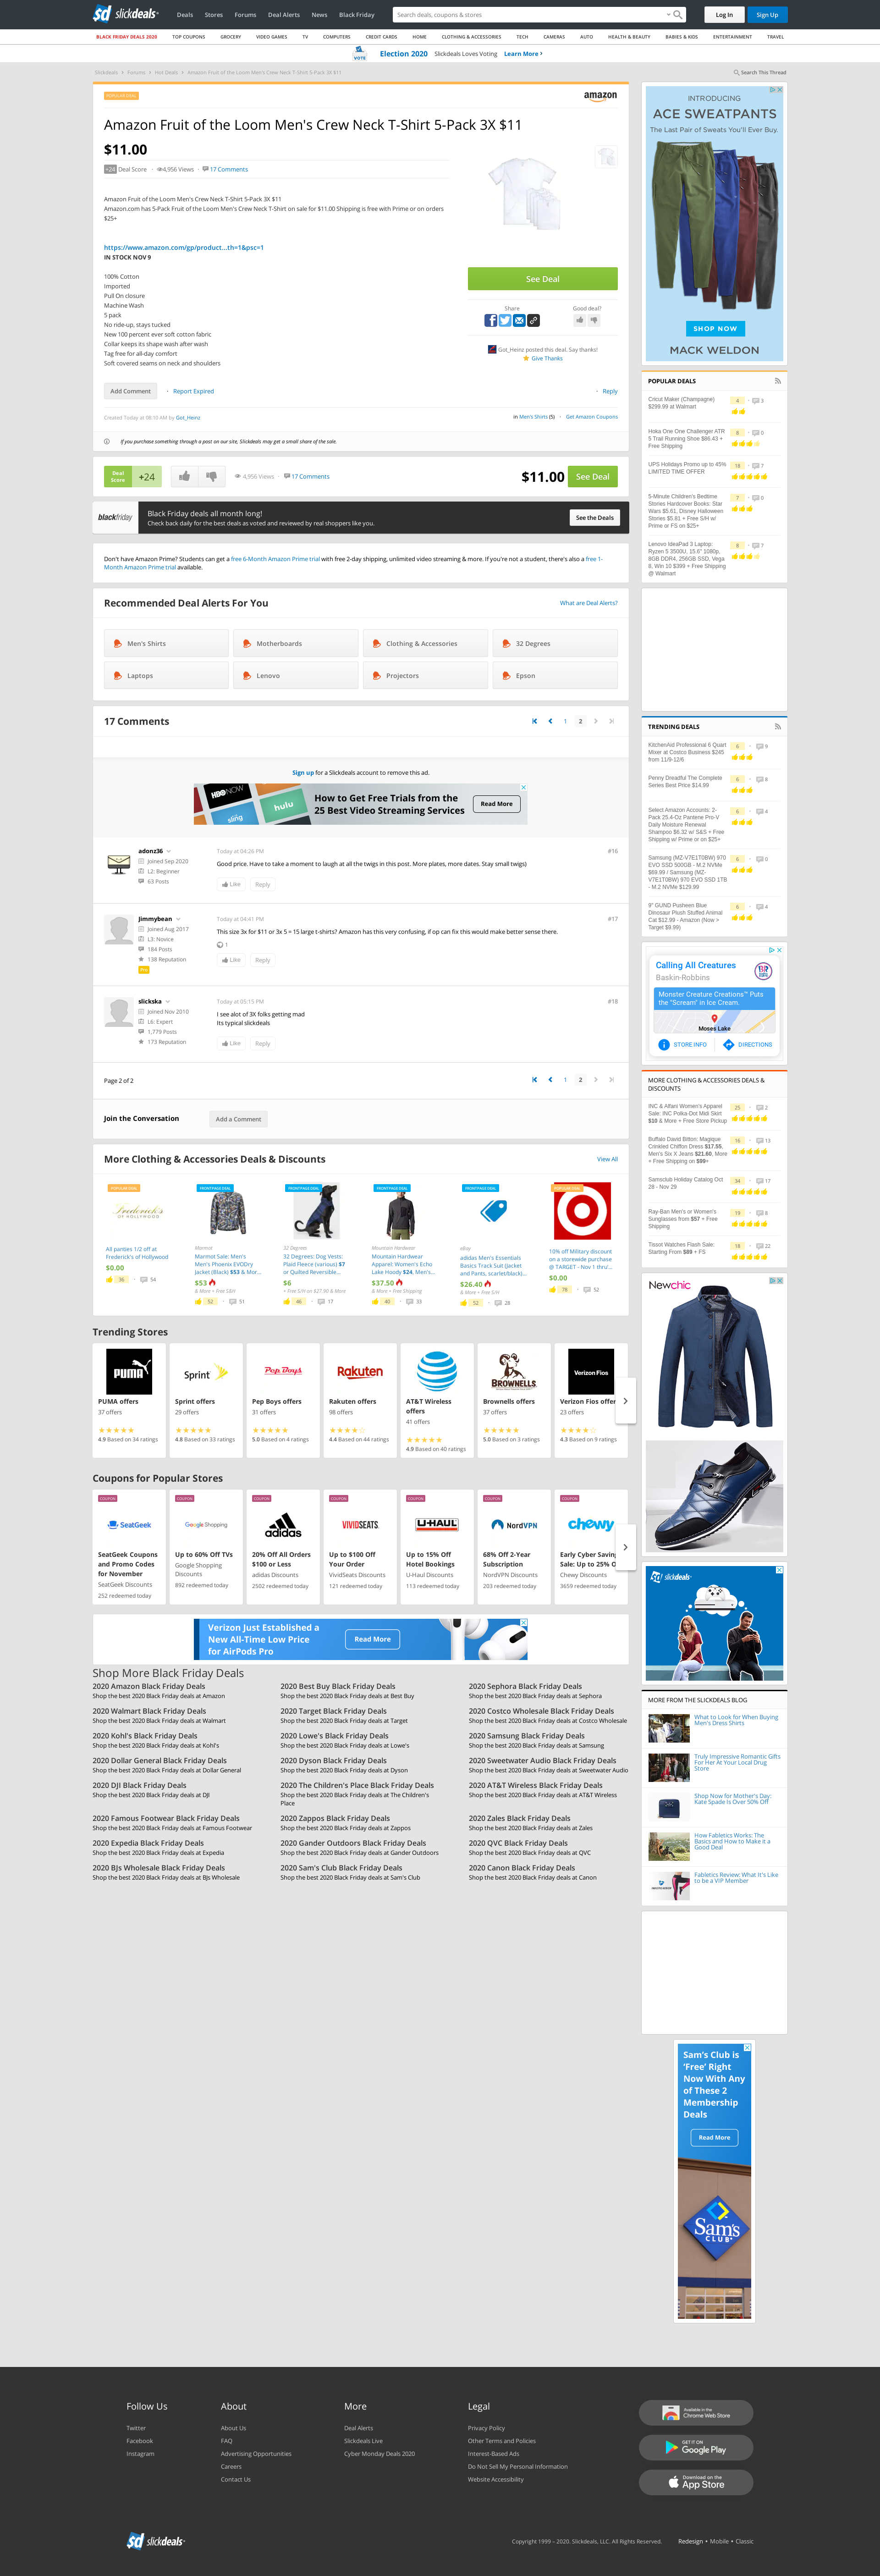 slickdeals
Deals
Stores
Forums
Deal Alerts
News
Black Friday
Search deals, coupons & stores
Log In
Sign Up
BLACK FRIDAY DEALS 2020
TOP COUPONS
GROCERY
VIDEO GAMES
TV
COMPUTERS
CREDIT CARDS
HOME
CLOTHING & ACCESSORIES
TECH
CAMERAS
AUTO
HEALTH & BEAUTY
BABIES & KIDS
ENTERTAINMENT
TRAVEL
VOTE
Election 2020 Slickdeals Loves Voting Learn More ›
Slickdeals > Forums > Hot Deals > Amazon Fruit of the Loom Men's Crew Neck T-Shirt 5-Pack 3X $11
Search This Thread
POPULAR DEAL
amazon
Amazon Fruit of the Loom Men's Crew Neck T-Shirt 5-Pack 3X $11
$11.00
+24 Deal Score · 4,956 Views · 17 Comments
Amazon Fruit of the Loom Men's Crew Neck T-Shirt 5-Pack 3X $11
Amazon.com has 5-Pack Fruit of the Loom Men's Crew Neck T-Shirt on sale for $11.00 Shipping is free with Prime or on orders
$25+
https://www.amazon.com/gp/product...th=1&psc=1
IN STOCK NOV 9
100% Cotton
Imported
Pull On closure
Machine Wash
5 pack
No ride-up, stays tucked
New 100 percent ever soft cotton fabric
Collar keeps its shape wash after wash
Tag free for all-day comfort
Soft covered seams on neck and shoulders
See Deal
Share
Good deal?
Got_Heinz posted this deal. Say thanks!
Give Thanks
Add Comment · Report Expired
Reply
Created Today at 08:10 AM by Got_Heinz
in Men's Shirts (5) · Get Amazon Coupons
If you purchase something through a post on our site, Slickdeals may get a small share of the sale.
Deal Score +24
4,956 Views · 17 Comments
$11.00 See Deal
blackfriday
Black Friday deals all month long!
Check back daily for the best deals as voted and reviewed by real shoppers like you.
See the Deals
Don't have Amazon Prime? Students can get a free 6-Month Amazon Prime trial with free 2-day shipping, unlimited video streaming & more. If you're not a student, there's also a free 1-
Month Amazon Prime trial available.
Recommended Deal Alerts For You
What are Deal Alerts?
Men's Shirts
Motherboards
Clothing & Accessories
32 Degrees
Laptops
Lenovo
Projectors
Epson
17 Comments
1 2
Sign up for a Slickdeals account to remove this ad.
HBO NOW
sling
hulu
How to Get Free Trials from the
25 Best Video Streaming Services
Read More
adonz36
Joined Sep 2020
L2: Beginner
63 Posts
Today at 04:26 PM
#16
Good price. Have to take a moment to laugh at all the twigs in this post. More plates, more dates. Stay small twigs)
Like Reply
Jimmybean
Joined Aug 2017
L3: Novice
184 Posts
138 Reputation
Pro
Today at 04:41 PM
#17
This size 3x for $11 or 3x 5 = 15 large t-shirts? Amazon has this very confusing, if op can fix this would make better sense there.
1
Like Reply
slickska
Joined Nov 2010
L6: Expert
1,779 Posts
173 Reputation
Today at 05:15 PM
#18
I see alot of 3X folks getting mad
Its typical slickdeals
Like Reply
Page 2 of 2
1 2
Join the Conversation
Add a Comment
More Clothing & Accessories Deals & Discounts
View All
POPULAR DEAL
Frederick's
OF HOLLYWOOD
All panties 1/2 off at
Frederick's of Hollywood
$0.00
36 · 54
FRONTPAGE DEAL
Marmot
Marmot Sale: Men's
Men's Phoenix EVODry
Jacket (Black) $53 & Mor...
$53
& More + Free S&H
52 · 51
FRONTPAGE DEAL
32 Degrees
32 Degrees: Dog Vests:
Plaid Fleece (various) $7
or Quilted Reversible...
$6
+ Free S/H on $27.90 & More
46 · 17
FRONTPAGE DEAL
Mountain Hardwear
Mountain Hardwear
Apparel: Women's Echo
Lake Hoody $24, Men's...
$37.50
& More + Free Shipping
40 · 33
FRONTPAGE DEAL
eBay
adidas Men's Essentials
Basics Track Suit (Jacket
and Pants, scarlet/black)...
$26.40
& More + Free S/H
52 · 28
POPULAR DEAL
10% off Military discount
on a storewide purchase
@ TARGET - Nov 1 thru'...
$0.00
78 · 52
Trending Stores
PUMA
PUMA offers
37 offers
4.9 Based on 34 ratings
Sprint
Sprint offers
29 offers
4.8 Based on 33 ratings
Pep Boys
Pep Boys offers
31 offers
5.0 Based on 4 ratings
Rakuten
Rakuten offers
98 offers
4.4 Based on 44 ratings
AT&T Wireless
offers
41 offers
4.9 Based on 40 ratings
BROWNELLS
Brownells offers
37 offers
5.0 Based on 3 ratings
Verizon Fios
Verizon Fios offer
23 offers
4.3 Based on 9 ratings
Coupons for Popular Stores
COUPON
SeatGeek
SeatGeek Coupons
and Promo Codes
for November
SeatGeek Discounts
252 redeemed today
COUPON
Google Shopping
Up to 60% Off TVs
Google Shopping
Discounts
892 redeemed today
COUPON
adidas
20% Off All Orders
$100 or Less
adidas Discounts
2502 redeemed today
COUPON
VIVIDSEATS
Up to $100 Off
Your Order
VividSeats Discounts
121 redeemed today
COUPON
U-HAUL
Up to 15% Off
Hotel Bookings
U-Haul Discounts
113 redeemed today
COUPON
NordVPN
68% Off 2-Year
Subscription
NordVPN Discounts
203 redeemed today
COUPON
chewy
Early Cyber Saving
Sale: Up to 25% O
Chewy Discounts
3659 redeemed today
Verizon Just Established a
New All-Time Low Price
for AirPods Pro
Read More
Shop More Black Friday Deals
2020 Amazon Black Friday Deals
Shop the best 2020 Black Friday deals at Amazon
2020 Best Buy Black Friday Deals
Shop the best 2020 Black Friday deals at Best Buy
2020 Sephora Black Friday Deals
Shop the best 2020 Black Friday deals at Sephora
2020 Walmart Black Friday Deals
Shop the best 2020 Black Friday deals at Walmart
2020 Target Black Friday Deals
Shop the best 2020 Black Friday deals at Target
2020 Costco Wholesale Black Friday Deals
Shop the best 2020 Black Friday deals at Costco Wholesale
2020 Kohl's Black Friday Deals
Shop the best 2020 Black Friday deals at Kohl's
2020 Lowe's Black Friday Deals
Shop the best 2020 Black Friday deals at Lowe's
2020 Samsung Black Friday Deals
Shop the best 2020 Black Friday deals at Samsung
2020 Dollar General Black Friday Deals
Shop the best 2020 Black Friday deals at Dollar General
2020 Dyson Black Friday Deals
Shop the best 2020 Black Friday deals at Dyson
2020 Sweetwater Audio Black Friday Deals
Shop the best 2020 Black Friday deals at Sweetwater Audio
2020 DJI Black Friday Deals
Shop the best 2020 Black Friday deals at DJI
2020 The Children's Place Black Friday Deals
Shop the best 2020 Black Friday deals at The Children's
Place
2020 AT&T Wireless Black Friday Deals
Shop the best 2020 Black Friday deals at AT&T Wireless
2020 Famous Footwear Black Friday Deals
Shop the best 2020 Black Friday deals at Famous Footwear
2020 Zappos Black Friday Deals
Shop the best 2020 Black Friday deals at Zappos
2020 Zales Black Friday Deals
Shop the best 2020 Black Friday deals at Zales
2020 Expedia Black Friday Deals
Shop the best 2020 Black Friday deals at Expedia
2020 Gander Outdoors Black Friday Deals
Shop the best 2020 Black Friday deals at Gander Outdoors
2020 QVC Black Friday Deals
Shop the best 2020 Black Friday deals at QVC
2020 BJs Wholesale Black Friday Deals
Shop the best 2020 Black Friday deals at BJs Wholesale
2020 Sam's Club Black Friday Deals
Shop the best 2020 Black Friday deals at Sam's Club
2020 Canon Black Friday Deals
Shop the best 2020 Black Friday deals at Canon
INTRODUCING
ACE SWEATPANTS
The Last Pair of Sweats You'll Ever Buy.
SHOP NOW
MACK WELDON
POPULAR DEALS
Cricut Maker (Champagne)
$299.99 at Walmart
4 · 3
Hoka One One Challenger ATR
5 Trail Running Shoe $86.43 +
Free Shipping
8 · 0
UPS Holidays Promo up to 45%
LIMITED TIME OFFER
18 · 7
5-Minute Children's Bedtime
Stories Hardcover Books: Star
Wars $5.61, Disney Halloween
Stories $5.81 + Free S/H w/
Prime or FS on $25+
7 · 0
Lenovo IdeaPad 3 Laptop:
Ryzen 5 3500U, 15.6" 1080p,
8GB DDR4, 256GB SSD, Vega
8, Win 10 $399 + Free Shipping
@ Walmart
8 · 7
TRENDING DEALS
KitchenAid Professional 6 Quart
Mixer at Costco Business $245
from 11/9-12/6
6 · 9
Penny Dreadful The Complete
Series Best Price $14.99
6 · 8
Select Amazon Accounts: 2-
Pack 25.4-Oz Pantene Pro-V
Daily Moisture Renewal
Shampoo $6.32 w/ S&S + Free
Shipping w/ Prime or on $25+
6 · 4
Samsung (MZ-V7E1T0BW) 970
EVO SSD 500GB - M.2 NVMe
$69.99 / Samsung (MZ-
V7E1T0BW) 970 EVO SSD 1TB
- M.2 NVMe $129.99
6 · 0
9" GUND Pusheen Blue
Dinosaur Plush Stuffed Animal
Cat $12.99 - Amazon (Now >
Target $9.99)
6 · 4
Calling All Creatures
Baskin-Robbins
Monster Creature Creations™ Puts
the "Scream" in Ice Cream.
Moses Lake
STORE INFO
DIRECTIONS
MORE CLOTHING & ACCESSORIES DEALS &
DISCOUNTS
INC & Alfani Women's Apparel
Sale: INC Polka-Dot Midi Skirt
$10 & More + Free Store Pickup
25 · 2
Buffalo David Bitton: Magique
Crinkled Chiffon Dress $17.55,
Men's Six X Jeans $21.60, More
+ Free Shipping on $99+
16 · 13
Samsclub Holiday Catalog Oct
28 - Nov 29
34 · 17
Ray-Ban Men's or Women's
Sunglasses from $57 + Free
Shipping
19 · 8
Tissot Watches Flash Sale:
Starting From $89 + FS
18 · 22
Newchic
slickdeals
MORE FROM THE SLICKDEALS BLOG
What to Look for When Buying
Men's Dress Shirts
Truly Impressive Romantic Gifts
For Her At Your Local Drug
Store
Shop Now for Mother's Day:
Kate Spade Is Over 50% Off
How Fabletics Works: The
Basics and How to Make it a
Good Deal
Fabletics Review: What It's Like
to be a VIP Member
Sam's Club is
'Free' Right
Now With Any
of These 2
Membership
Deals
Read More
Sam's
CLUB
Follow Us
Twitter
Facebook
Instagram
About
About Us
FAQ
Advertising Opportunities
Careers
Contact Us
More
Deal Alerts
Slickdeals Live
Cyber Monday Deals 2020
Legal
Privacy Policy
Other Terms and Policies
Interest-Based Ads
Do Not Sell My Personal Information
Website Accessibility
Available in the
Chrome Web Store
GET IT ON
Google Play
Download on the
App Store
slickdeals
Copyright 1999 – 2020. Slickdeals, LLC. All Rights Reserved. Redesign • Mobile • Classic